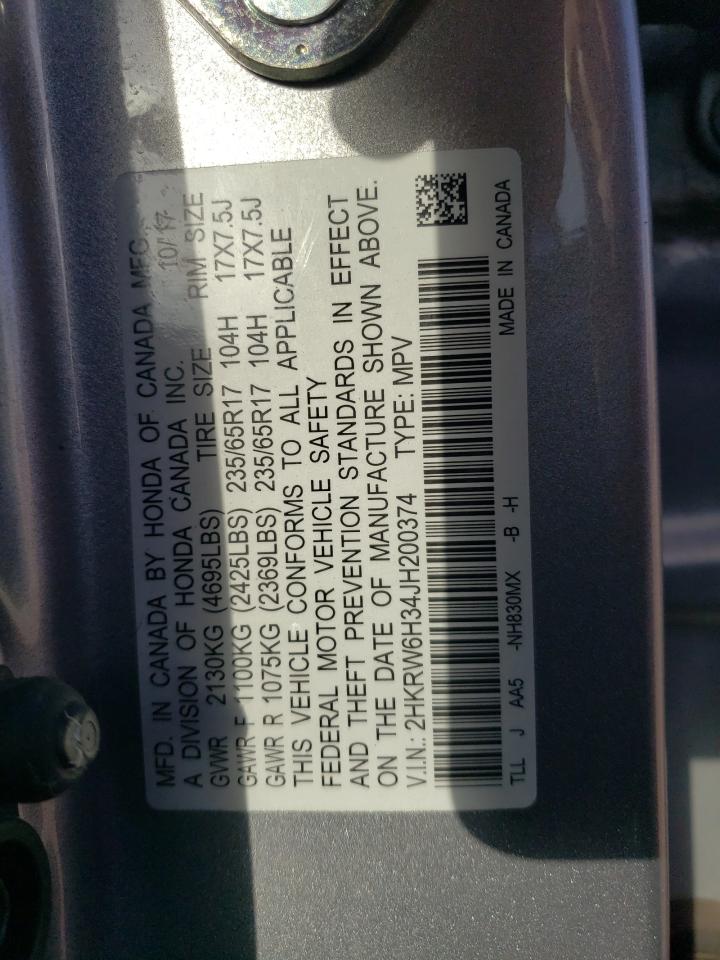 MFD. IN CANADA BY HONDA OF CANADA MFG.
A DIVISION OF HONDA CANADA INC. 10/17
GVWR 2130KG (4695LBS) TIRE SIZE RIM SIZE
GAWR F 1100KG (2425LBS) 235/65R17 104H 17X7.5J
GAWR R 1075KG (2369LBS) 235/65R17 104H 17X7.5J
THIS VEHICLE CONFORMS TO ALL APPLICABLE
FEDERAL MOTOR VEHICLE SAFETY
AND THEFT PREVENTION STANDARDS IN EFFECT
ON THE DATE OF MANUFACTURE SHOWN ABOVE.
V.I.N.: 2HKRW6H34JH200374 TYPE: MPV
TLL J AA5 -NH830MX -B -H MADE IN CANADA